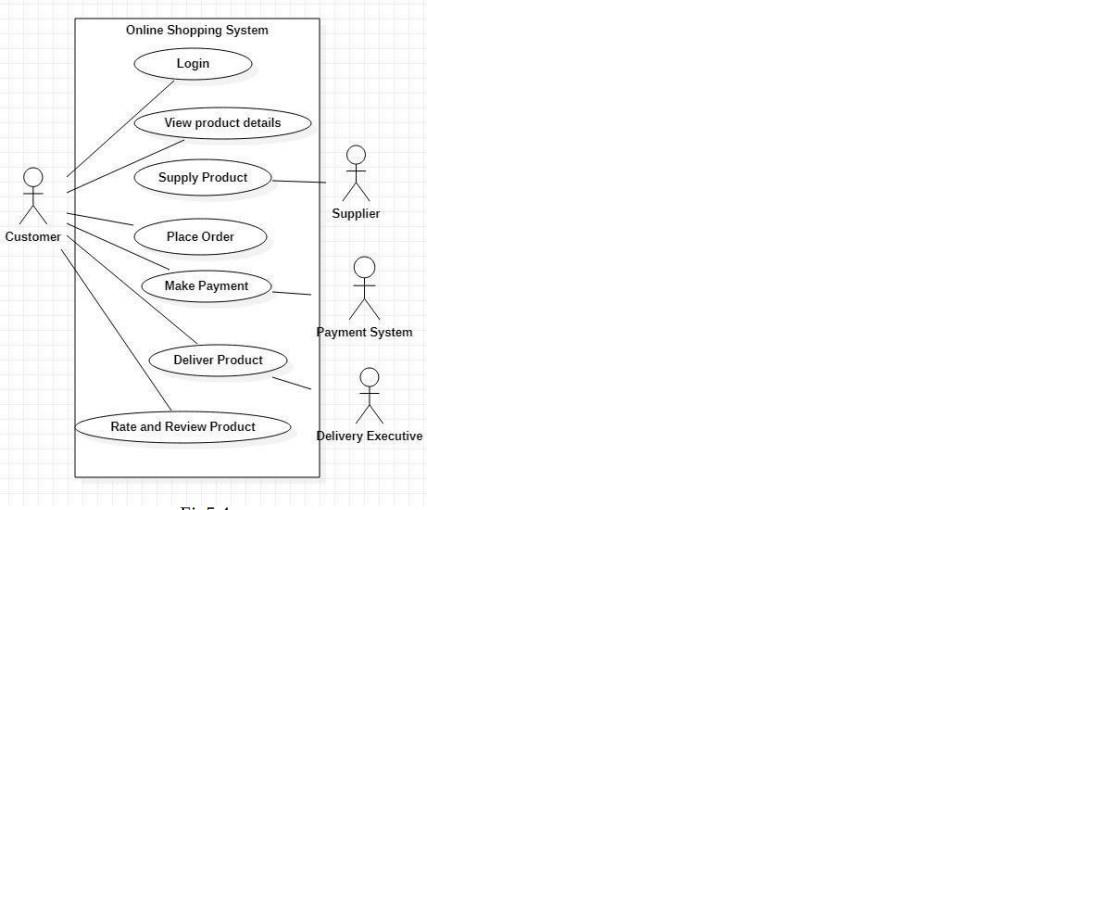 Online Shopping System
Login
View product details
Supply Product
Supplier
Customer
Place Order
Make Payment
Payment System
Deliver Product
Rate and Review Product
Delivery Executive